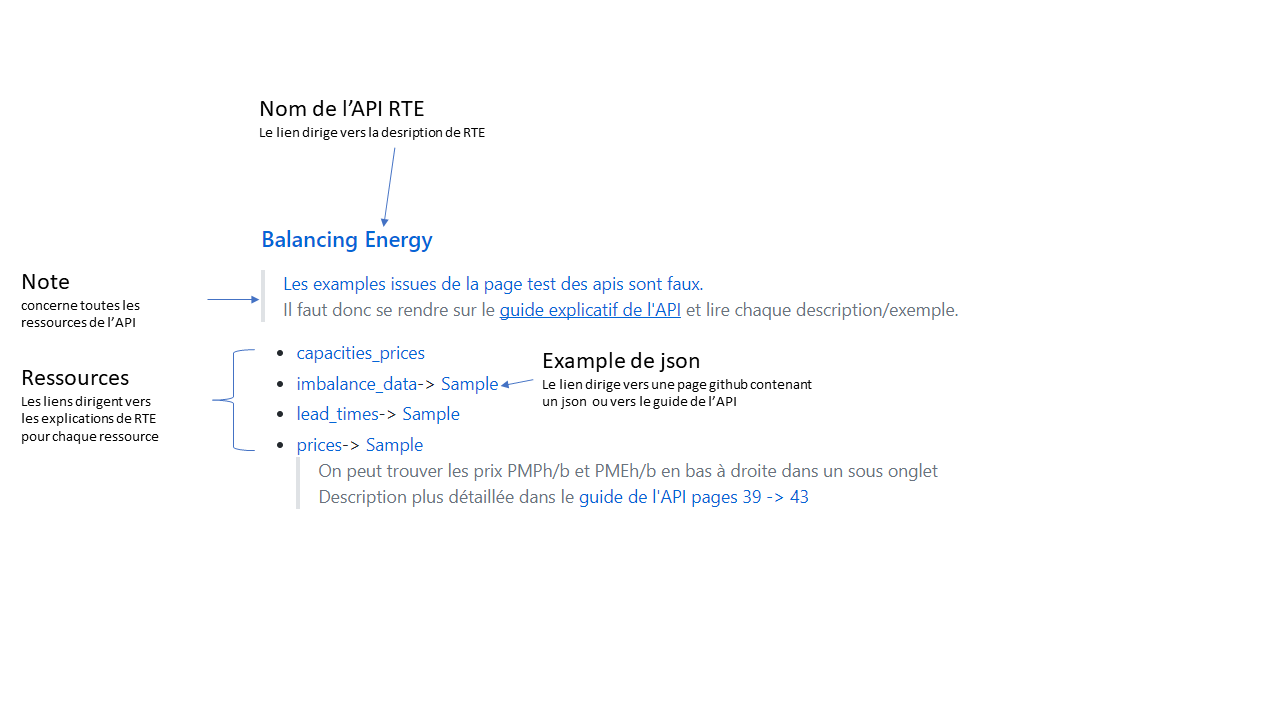 Nom de l’API RTE
Le lien dirige vers la desription de RTE
Balancing Energy
Note
concerne toutes les
ressources de l’API
Les examples issues de la page test des apis sont faux.
Il faut donc se rendre sur le guide explicatif de l'API et lire chaque description/exemple.
Ressources
Les liens dirigent vers
les explications de RTE
pour chaque ressource
• capacities_prices
• imbalance_data-> Sample
• lead_times-> Sample
• prices-> Sample
Example de json
Le lien dirige vers une page github contenant
un json ou vers le guide de l’API
On peut trouver les prix PMPh/b et PMEh/b en bas à droite dans un sous onglet
Description plus détaillée dans le guide de l'API pages 39 -> 43